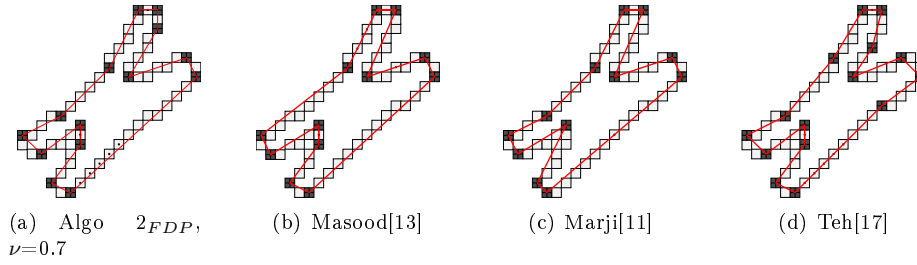 (a) Algo 2FDP, ν=0.7
(b) Masood[13]
(c) Marji[11]
(d) Teh[17]